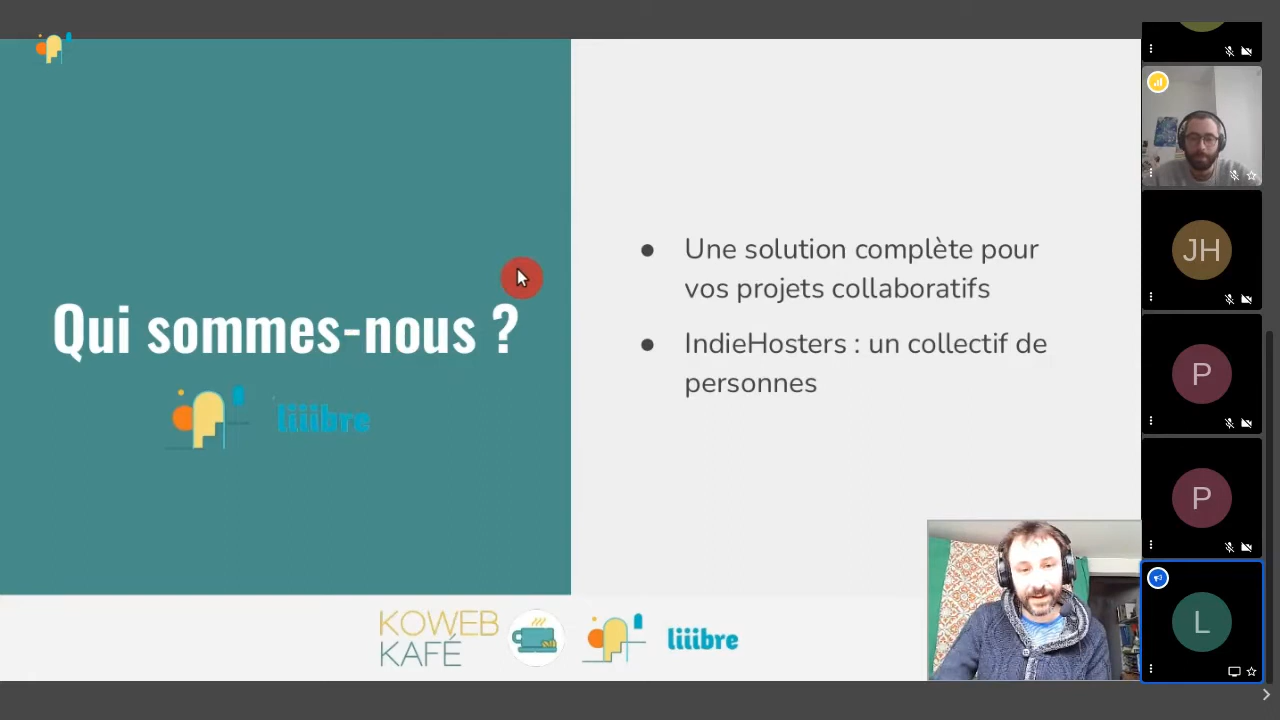 Qui sommes-nous ?
liiibre
● Une solution complète pour
vos projets collaboratifs
● IndieHosters : un collectif de
personnes
KOWEB
KAFÉ
liiibre
JH
P
P
L